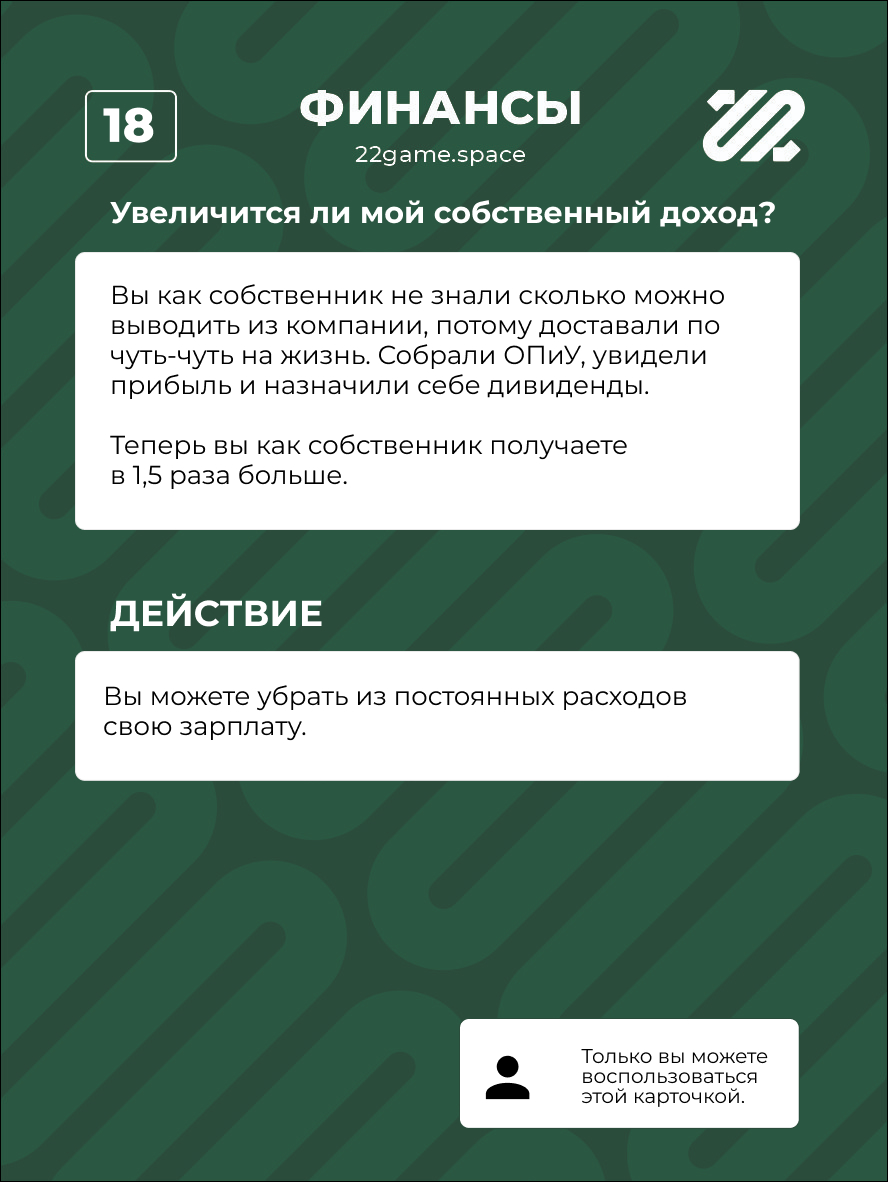 18
ФИНАНСЫ
22game.space
Увеличится ли мой собственный доход?
Вы как собственник не знали сколько можно
выводить из компании, потому доставали по
чуть-чуть на жизнь. Собрали ОПиУ, увидели
прибыль и назначили себе дивиденды.
Теперь вы как собственник получаете
в 1,5 раза больше.
ДЕЙСТВИЕ
Вы можете убрать из постоянных расходов
свою зарплату.
Только вы можете
воспользоваться
этой карточкой.